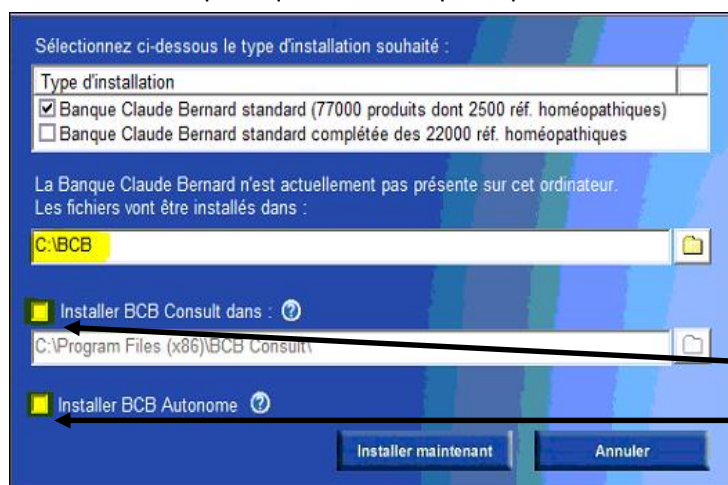 Sélectionnez ci-dessous le type d'installation souhaité :
Type d'installation
Banque Claude Bernard standard (77000 produits dont 2500 réf. homéopathiques)
Banque Claude Bernard standard complétée des 22000 réf. homéopathiques
La Banque Claude Bernard n'est actuellement pas présente sur cet ordinateur.
Les fichiers vont être installés dans :
C:\BCB
Installer BCB Consult dans : ?
C:\Program Files (x86)\BCB Consult\
Installer BCB Autonome ?
Installer maintenant
Annuler